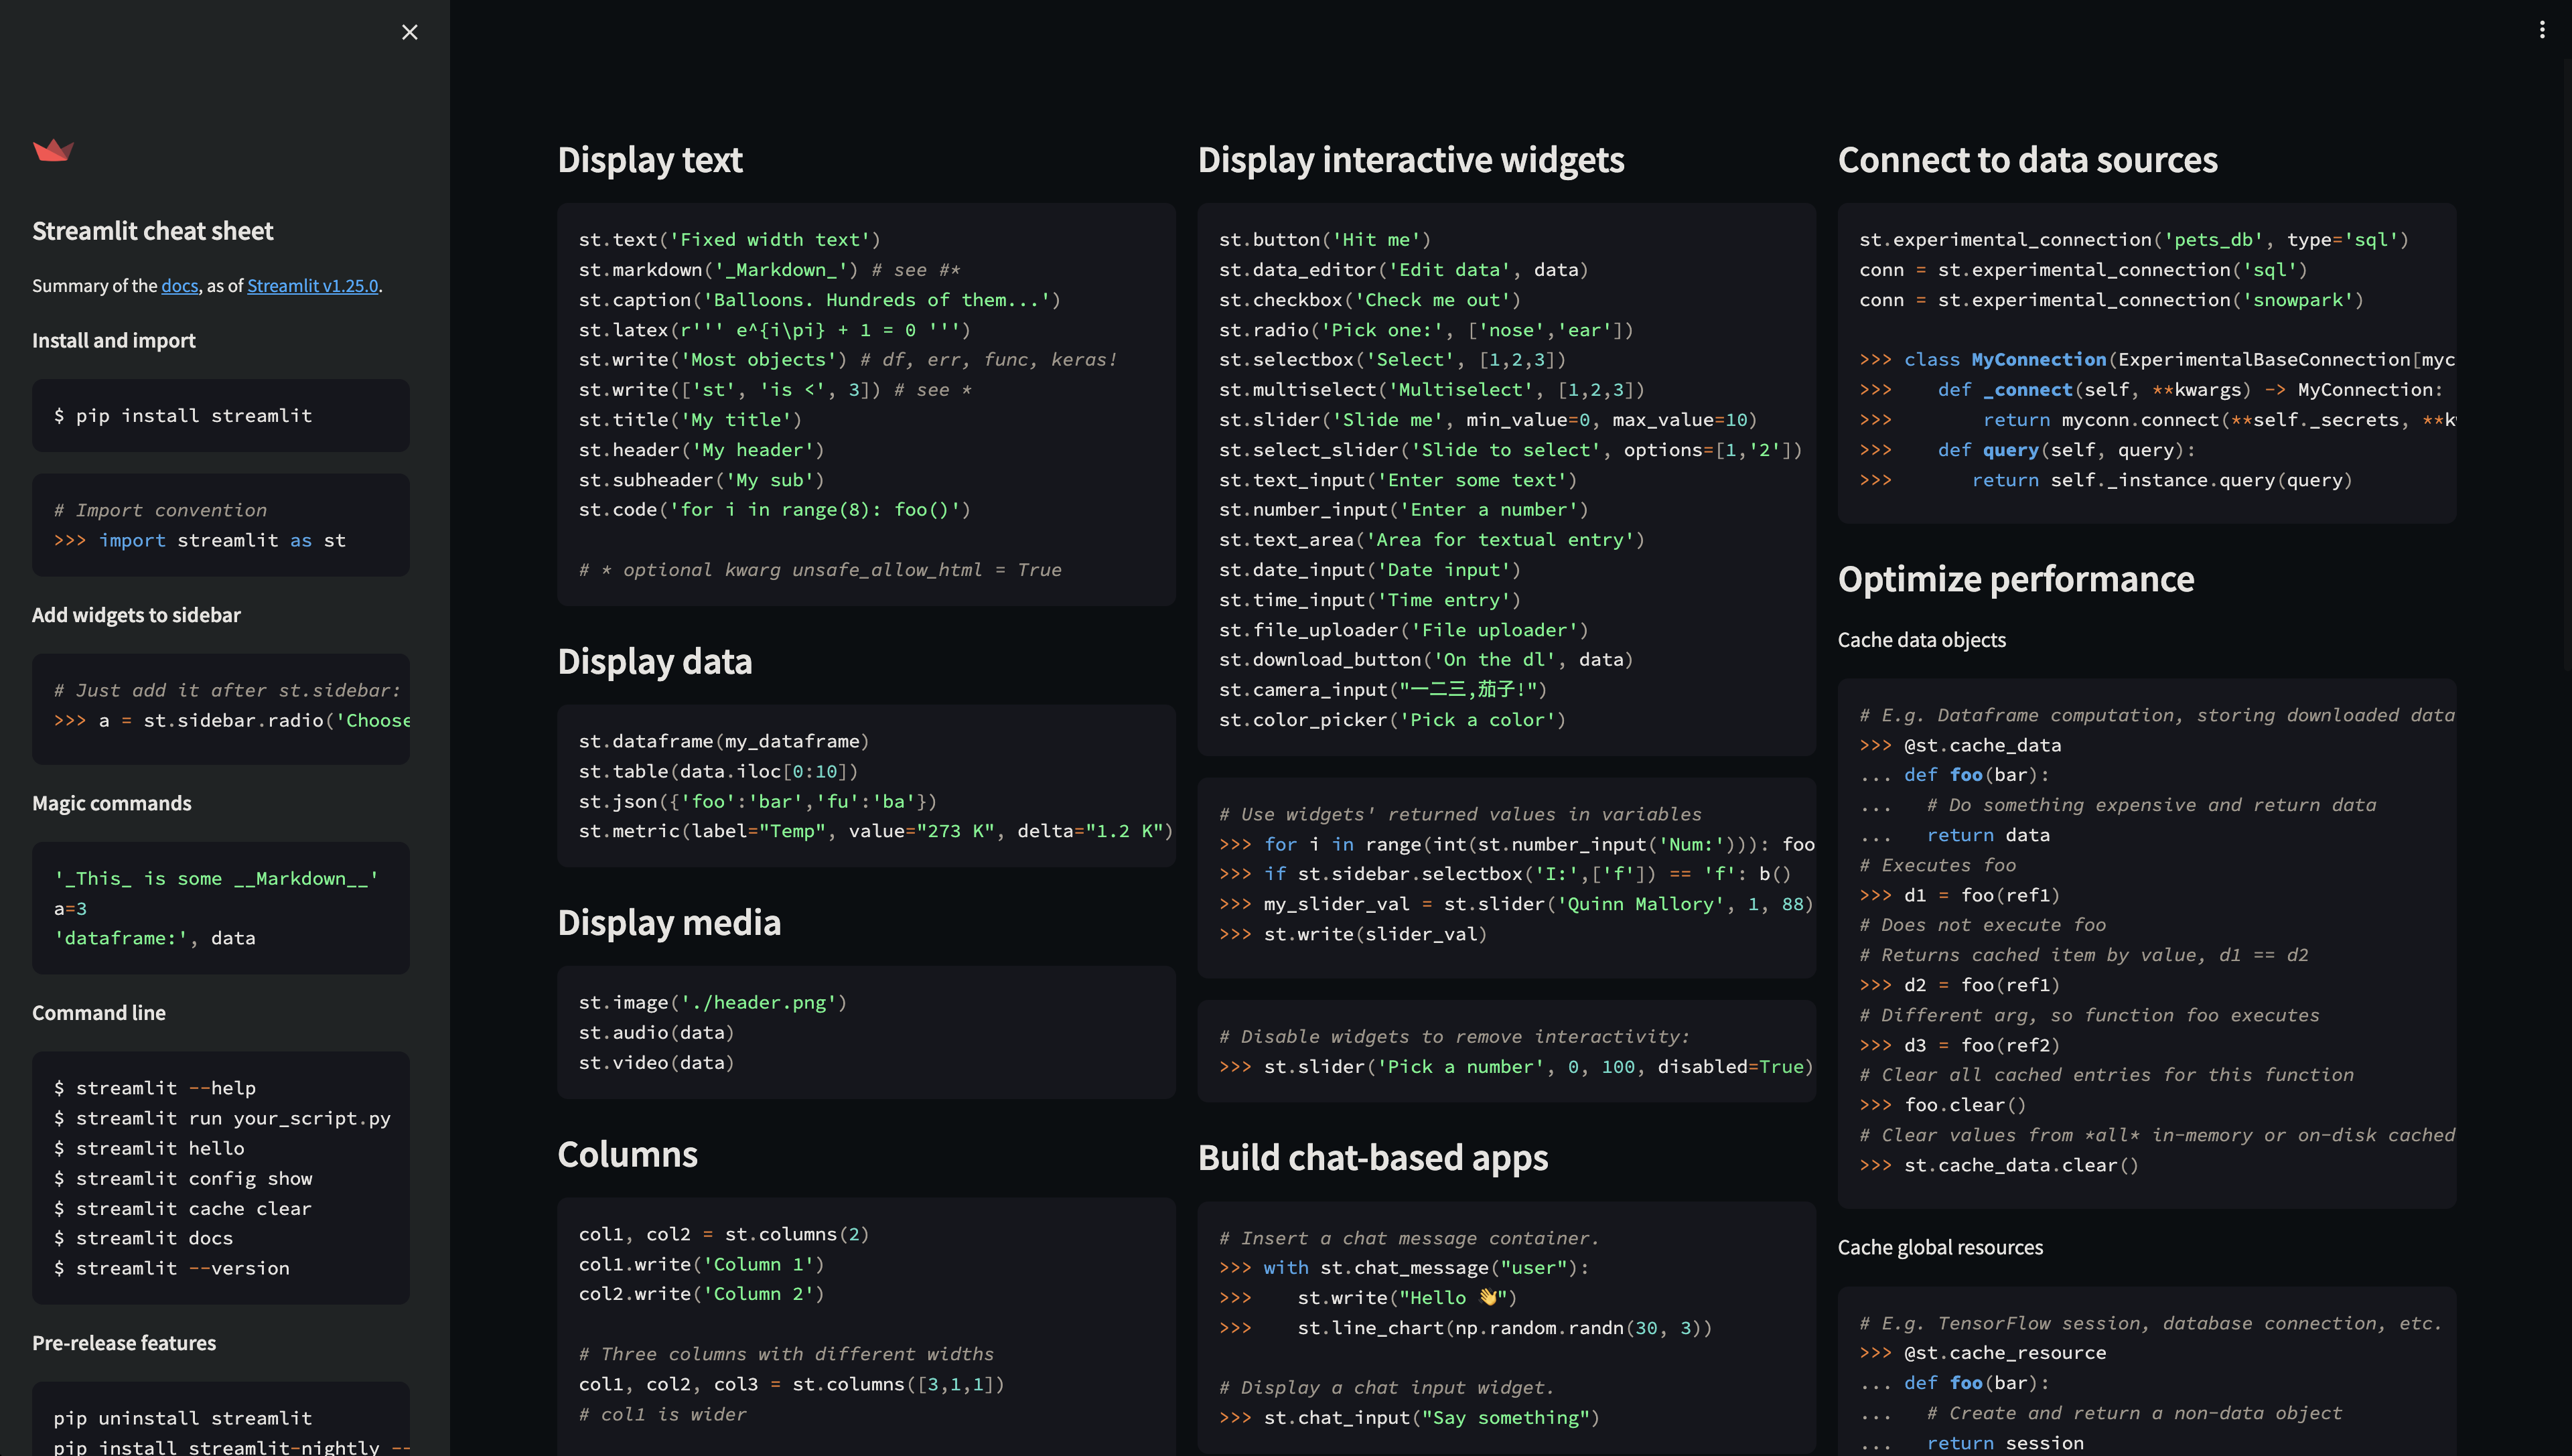 Streamlit cheat sheet
Summary of the docs, as of Streamlit v1.25.0.
Install and import
$ pip install streamlit
# Import convention
>>> import streamlit as st
Add widgets to sidebar
# Just add it after st.sidebar:
>>> a = st.sidebar.radio('Choose
Magic commands
'_This_ is some __Markdown__'
a=3
'dataframe:', data
Command line
$ streamlit --help
$ streamlit run your_script.py
$ streamlit hello
$ streamlit config show
$ streamlit cache clear
$ streamlit docs
$ streamlit --version
Pre-release features
pip uninstall streamlit
pip install streamlit-nightly --
Display text
st.text('Fixed width text')
st.markdown('_Markdown_') # see #*
st.caption('Balloons. Hundreds of them...')
st.latex(r''' e^{i\pi} + 1 = 0 ''')
st.write('Most objects') # df, err, func, keras!
st.write(['st', 'is <', 3]) # see *
st.title('My title')
st.header('My header')
st.subheader('My sub')
st.code('for i in range(8): foo()')
# * optional kwarg unsafe_allow_html = True
Display data
st.dataframe(my_dataframe)
st.table(data.iloc[0:10])
st.json({'foo':'bar','fu':'ba'})
st.metric(label="Temp", value="273 K", delta="1.2 K")
Display media
st.image('./header.png')
st.audio(data)
st.video(data)
Columns
col1, col2 = st.columns(2)
col1.write('Column 1')
col2.write('Column 2')
# Three columns with different widths
col1, col2, col3 = st.columns([3,1,1])
# col1 is wider
Display interactive widgets
st.button('Hit me')
st.data_editor('Edit data', data)
st.checkbox('Check me out')
st.radio('Pick one:', ['nose','ear'])
st.selectbox('Select', [1,2,3])
st.multiselect('Multiselect', [1,2,3])
st.slider('Slide me', min_value=0, max_value=10)
st.select_slider('Slide to select', options=[1,'2'])
st.text_input('Enter some text')
st.number_input('Enter a number')
st.text_area('Area for textual entry')
st.date_input('Date input')
st.time_input('Time entry')
st.file_uploader('File uploader')
st.download_button('On the dl', data)
st.camera_input("一二三,茄子!")
st.color_picker('Pick a color')
# Use widgets' returned values in variables
>>> for i in range(int(st.number_input('Num:'))): foo
>>> if st.sidebar.selectbox('I:',['f']) == 'f': b()
>>> my_slider_val = st.slider('Quinn Mallory', 1, 88)
>>> st.write(slider_val)
# Disable widgets to remove interactivity:
>>> st.slider('Pick a number', 0, 100, disabled=True)
Build chat-based apps
# Insert a chat message container.
>>> with st.chat_message("user"):
>>>    st.write("Hello 👋")
>>>    st.line_chart(np.random.randn(30, 3))
# Display a chat input widget.
>>> st.chat_input("Say something")
Connect to data sources
st.experimental_connection('pets_db', type='sql')
conn = st.experimental_connection('sql')
conn = st.experimental_connection('snowpark')
>>> class MyConnection(ExperimentalBaseConnection[myc
>>>    def _connect(self, **kwargs) -> MyConnection:
>>>        return myconn.connect(**self._secrets, **k
>>>    def query(self, query):
>>>       return self._instance.query(query)
Optimize performance
Cache data objects
# E.g. Dataframe computation, storing downloaded data
>>> @st.cache_data
... def foo(bar):
...   # Do something expensive and return data
...   return data
# Executes foo
>>> d1 = foo(ref1)
# Does not execute foo
# Returns cached item by value, d1 == d2
>>> d2 = foo(ref1)
# Different arg, so function foo executes
>>> d3 = foo(ref2)
# Clear all cached entries for this function
>>> foo.clear()
# Clear values from *all* in-memory or on-disk cached
>>> st.cache_data.clear()
Cache global resources
# E.g. TensorFlow session, database connection, etc.
>>> @st.cache_resource
... def foo(bar):
...   # Create and return a non-data object
...   return session